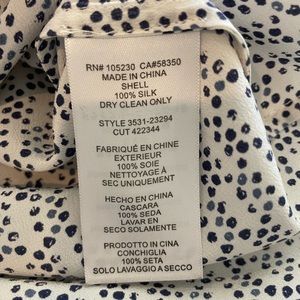 RN# 105230 CA#58350
MADE IN CHINA
SHELL
100% SILK
DRY CLEAN ONLY
STYLE 3531-23294
CUT 422344
FABRIQUÉ EN CHINE
EXTERIEUR
100% SOIE
NETTOYAGE À
SEC UNIQUEMENT
HECHO EN CHINA
CASCARA
100% SEDA
LAVAR EN
SECO SOLAMENTE
PRODOTTO IN CINA
CONCHIGLIA
100% SETA
SOLO LAVAGGIO A SECCO